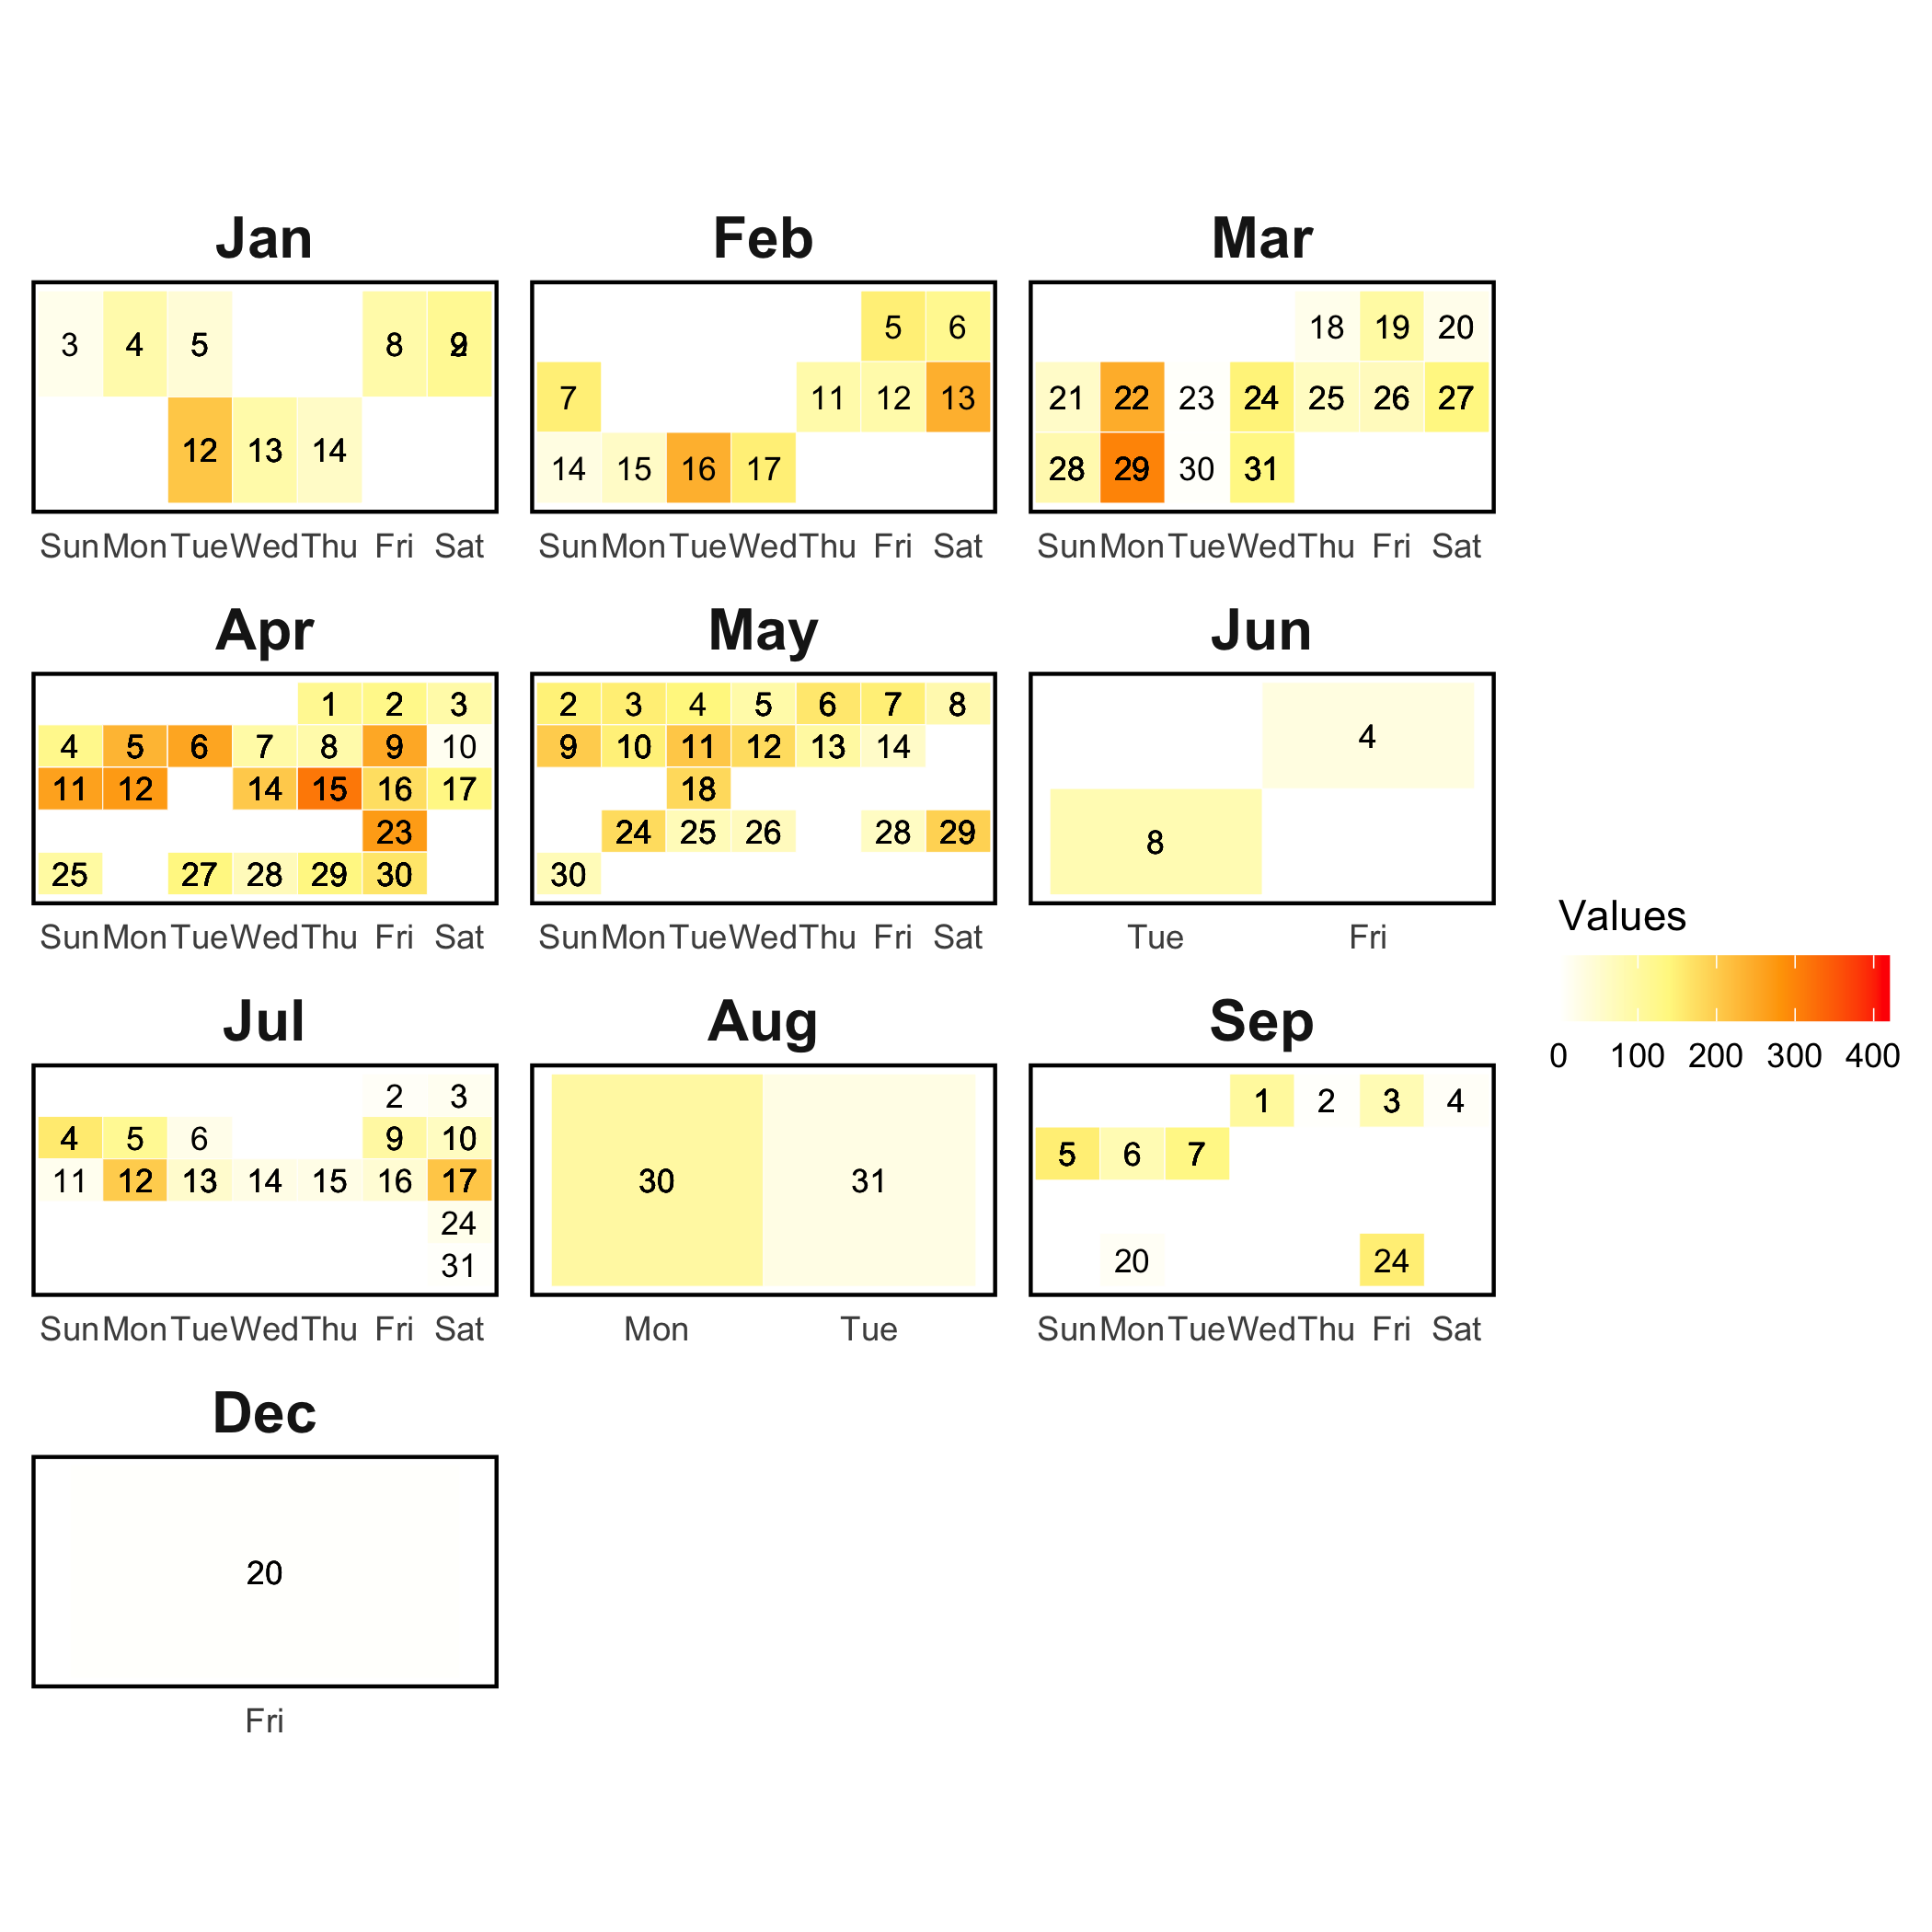 Jan Feb Mar
3 4 5 8 9 5 6 18 19 20
7 11 12 13 21 22 23 24 25 26 27
12 13 14 14 15 16 17 28 29 30 31
Sun Mon Tue Wed Thu Fri Sat Sun Mon Tue Wed Thu Fri Sat Sun Mon Tue Wed Thu Fri Sat
Apr May Jun
1 2 3 2 3 4 5 6 7 8 4
4 5 6 7 8 9 10 9 10 11 12 13 14
11 12 14 15 16 17 18
23 24 25 26 28 29 8
25 27 28 29 30 30
Sun Mon Tue Wed Thu Fri Sat Sun Mon Tue Wed Thu Fri Sat Tue Fri
Values
0 100 200 300 400
Jul Aug Sep
2 3 1 2 3 4
4 5 6 9 10 5 6 7
11 12 13 14 15 16 17 30 31
24
31 20 24
Sun Mon Tue Wed Thu Fri Sat Mon Tue Sun Mon Tue Wed Thu Fri Sat
Dec
20
Fri